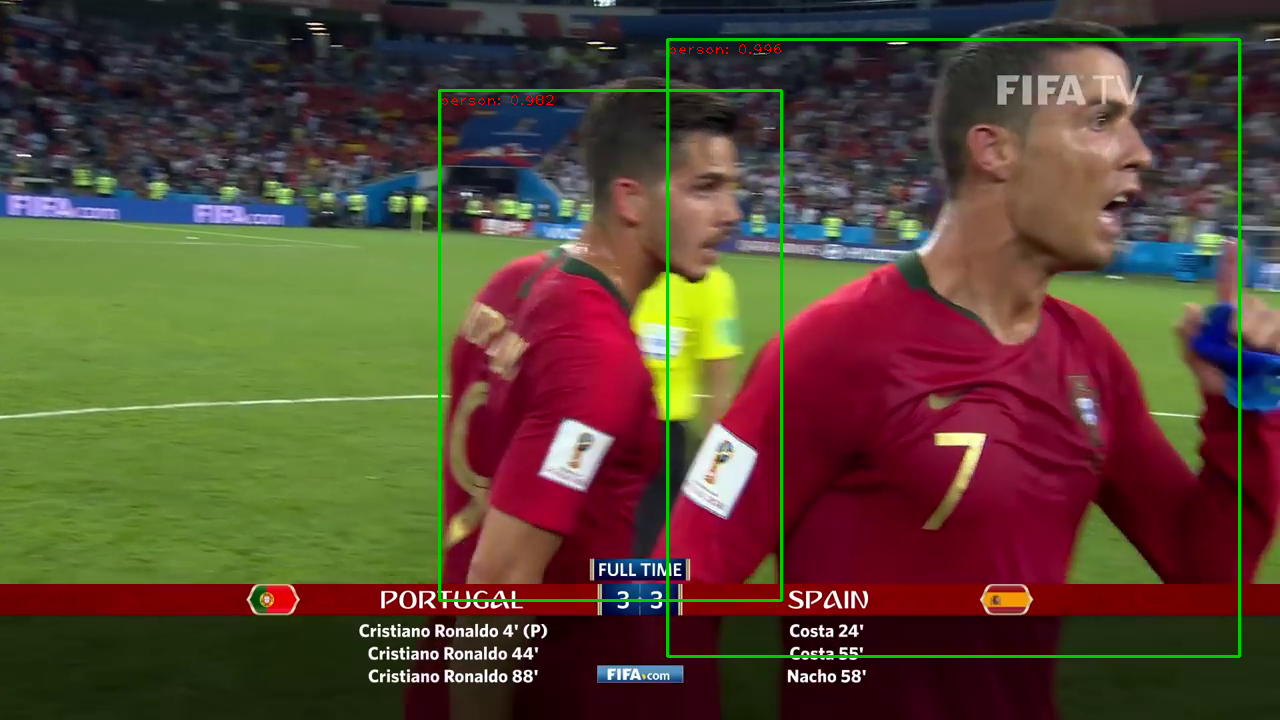 person: 0.996
FIFA TV
person: 0.982
FIFA.com
FIFA.com
7
FULL TIME
PORTUGAL 3 3 SPAIN
Cristiano Ronaldo 4' (P)
Cristiano Ronaldo 44'
Cristiano Ronaldo 88'
Costa 24'
Costa 55'
Nacho 58'
FIFA.com